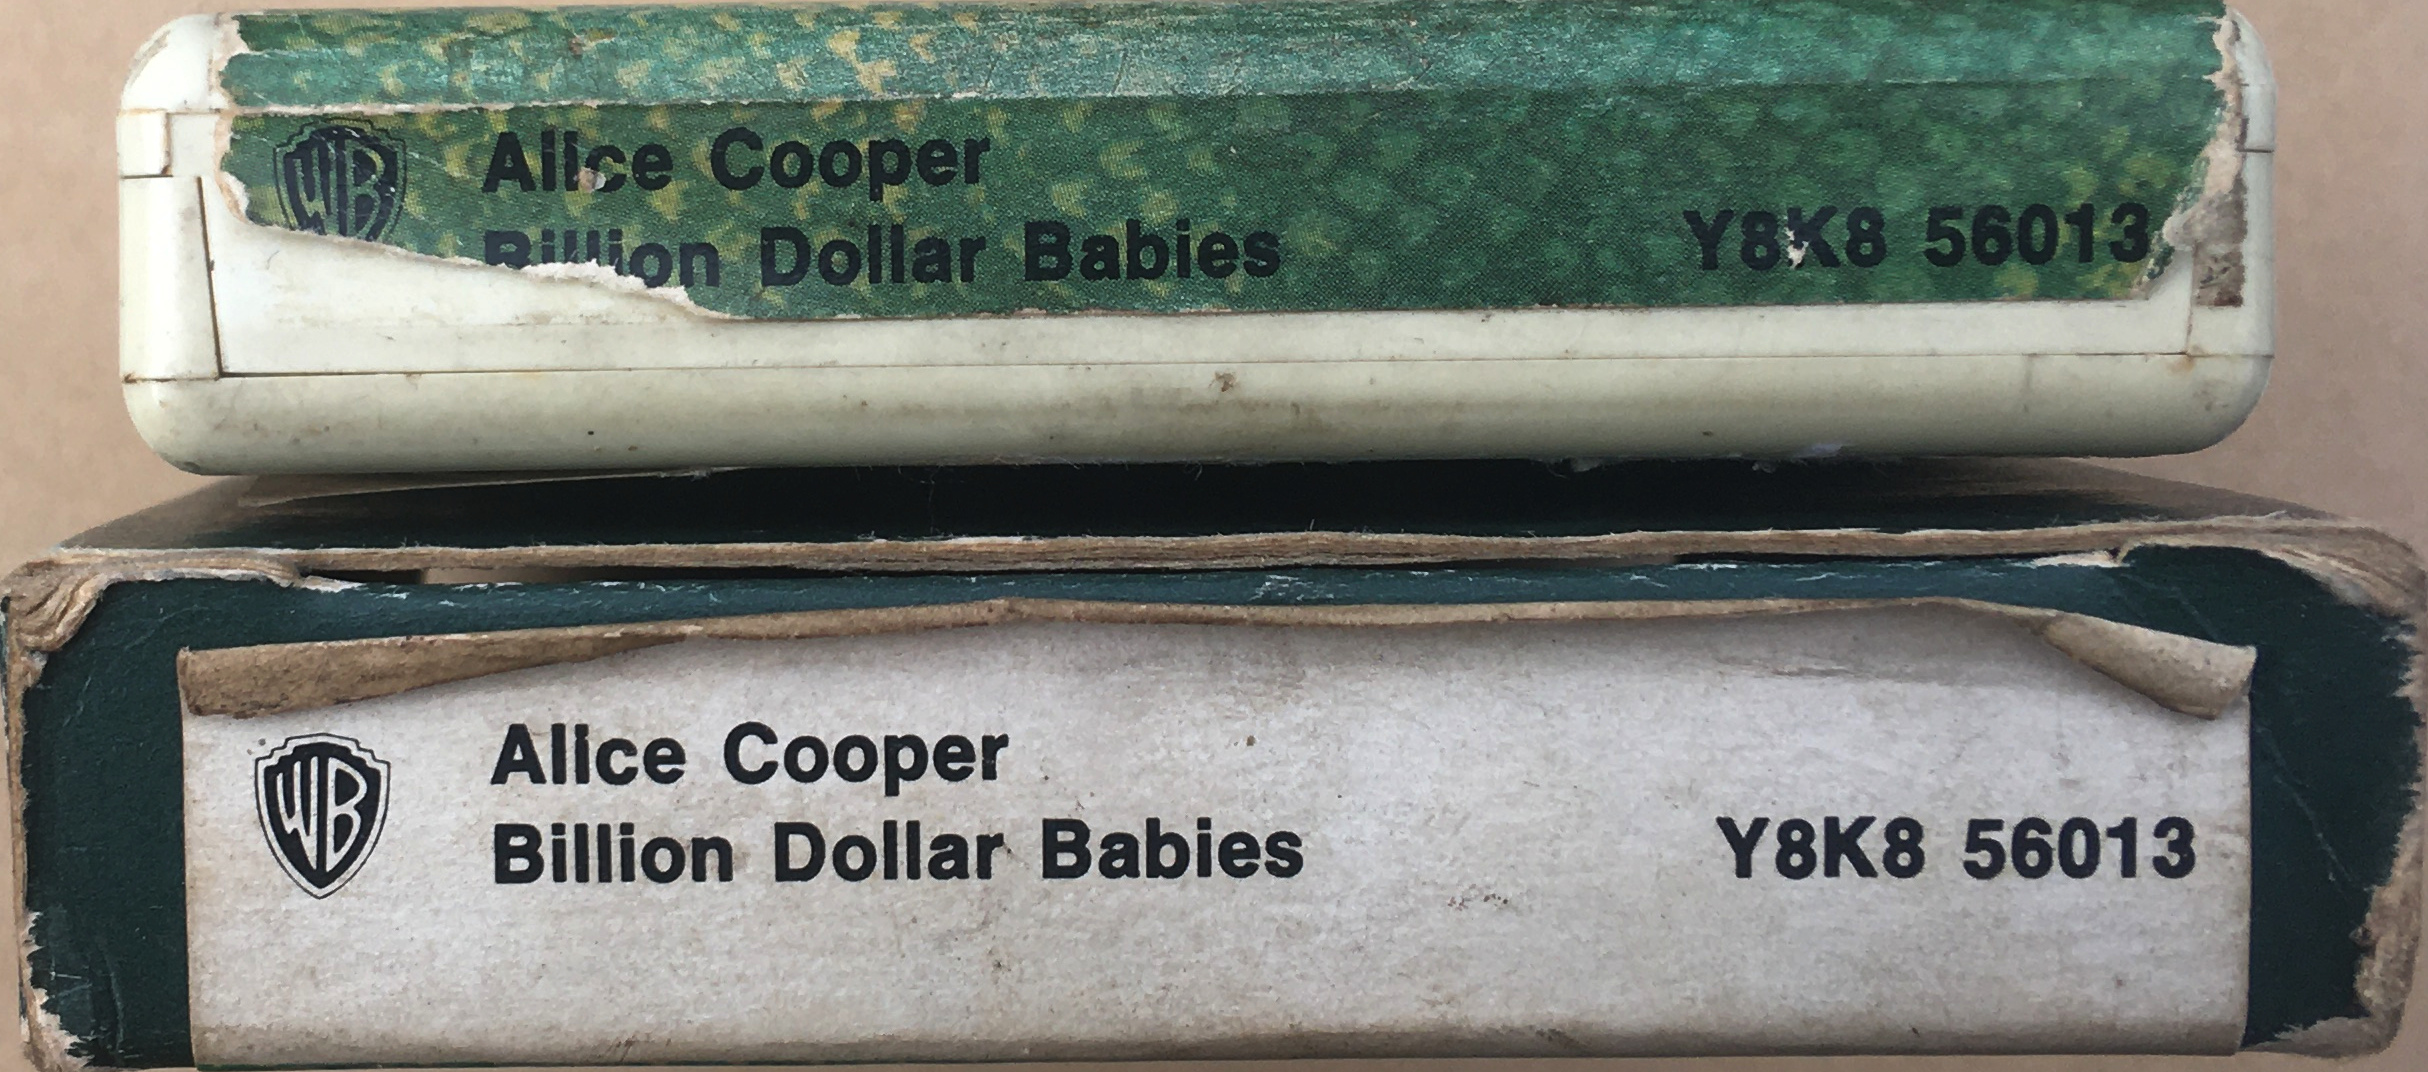 WB
Alice Cooper
Billion Dollar Babies
Y8K8 56013
WB
Alice Cooper
Billion Dollar Babies
Y8K8 56013